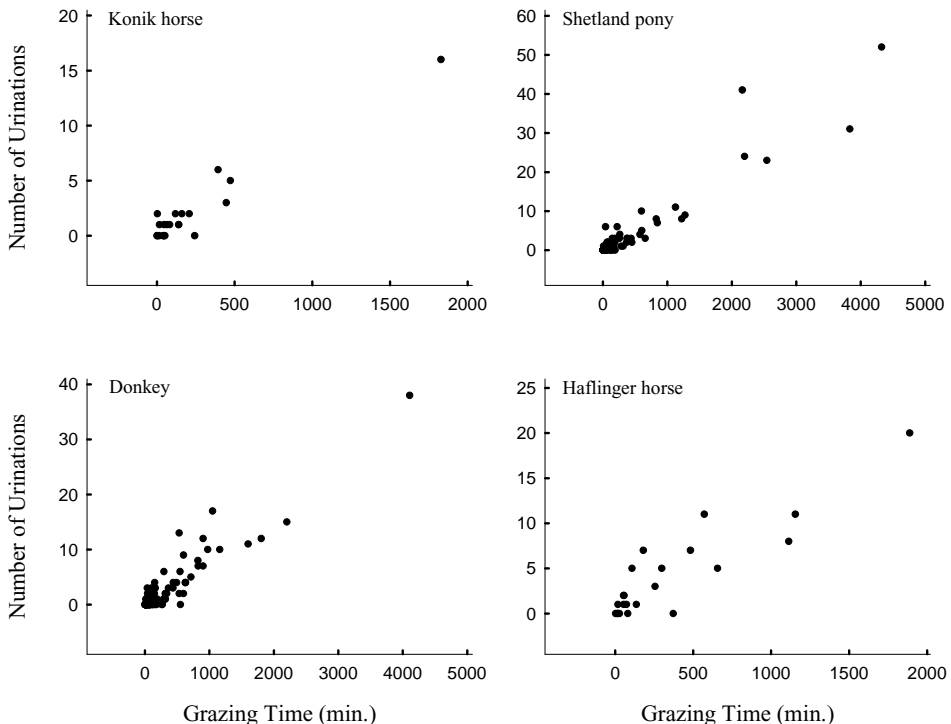 Konik horse
Number of Urinations
20
15
10
5
0
0 500 1000 1500 2000
Shetland pony
60
50
40
30
20
10
0
0 1000 2000 3000 4000 5000
Donkey
Number of Urinations
40
30
20
10
0
0 1000 2000 3000 4000 5000
Grazing Time (min.)
Haflinger horse
25
20
15
10
5
0
0 500 1000 1500 2000
Grazing Time (min.)